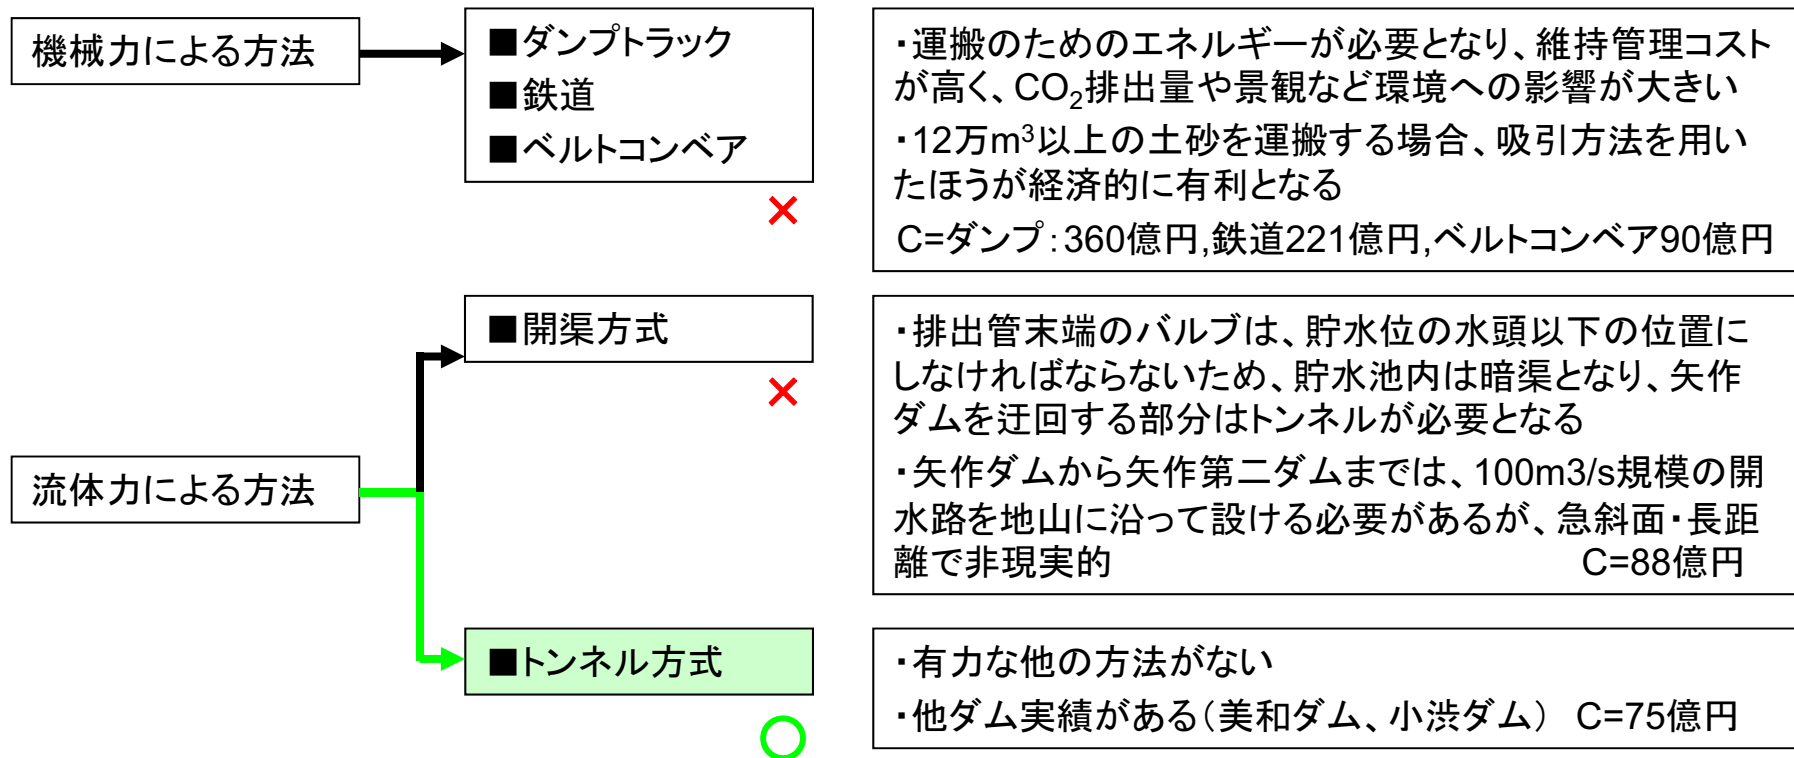 機械力による方法
■ダンプトラック
■鉄道
■ベルトコンベア
×
・運搬のためのエネルギーが必要となり、維持管理コスト
が高く、CO₂排出量や景観など環境への影響が大きい
・12万m³以上の土砂を運搬する場合、吸引方法を用い
たほうが経済的に有利となる
C=ダンプ:360億円,鉄道221億円,ベルトコンベア90億円
流体力による方法
■開渠方式
×
・排出管末端のバルブは、貯水位の水頭以下の位置に
しなければならないため、貯水池内は暗渠となり、矢作
ダムを迂回する部分はトンネルが必要となる
・矢作ダムから矢作第二ダムまでは、100m3/s規模の開
水路を地山に沿って設ける必要があるが、急斜面・長距
離で非現実的 C=88億円
■トンネル方式
○
・有力な他の方法がない
・他ダム実績がある(美和ダム、小渋ダム) C=75億円